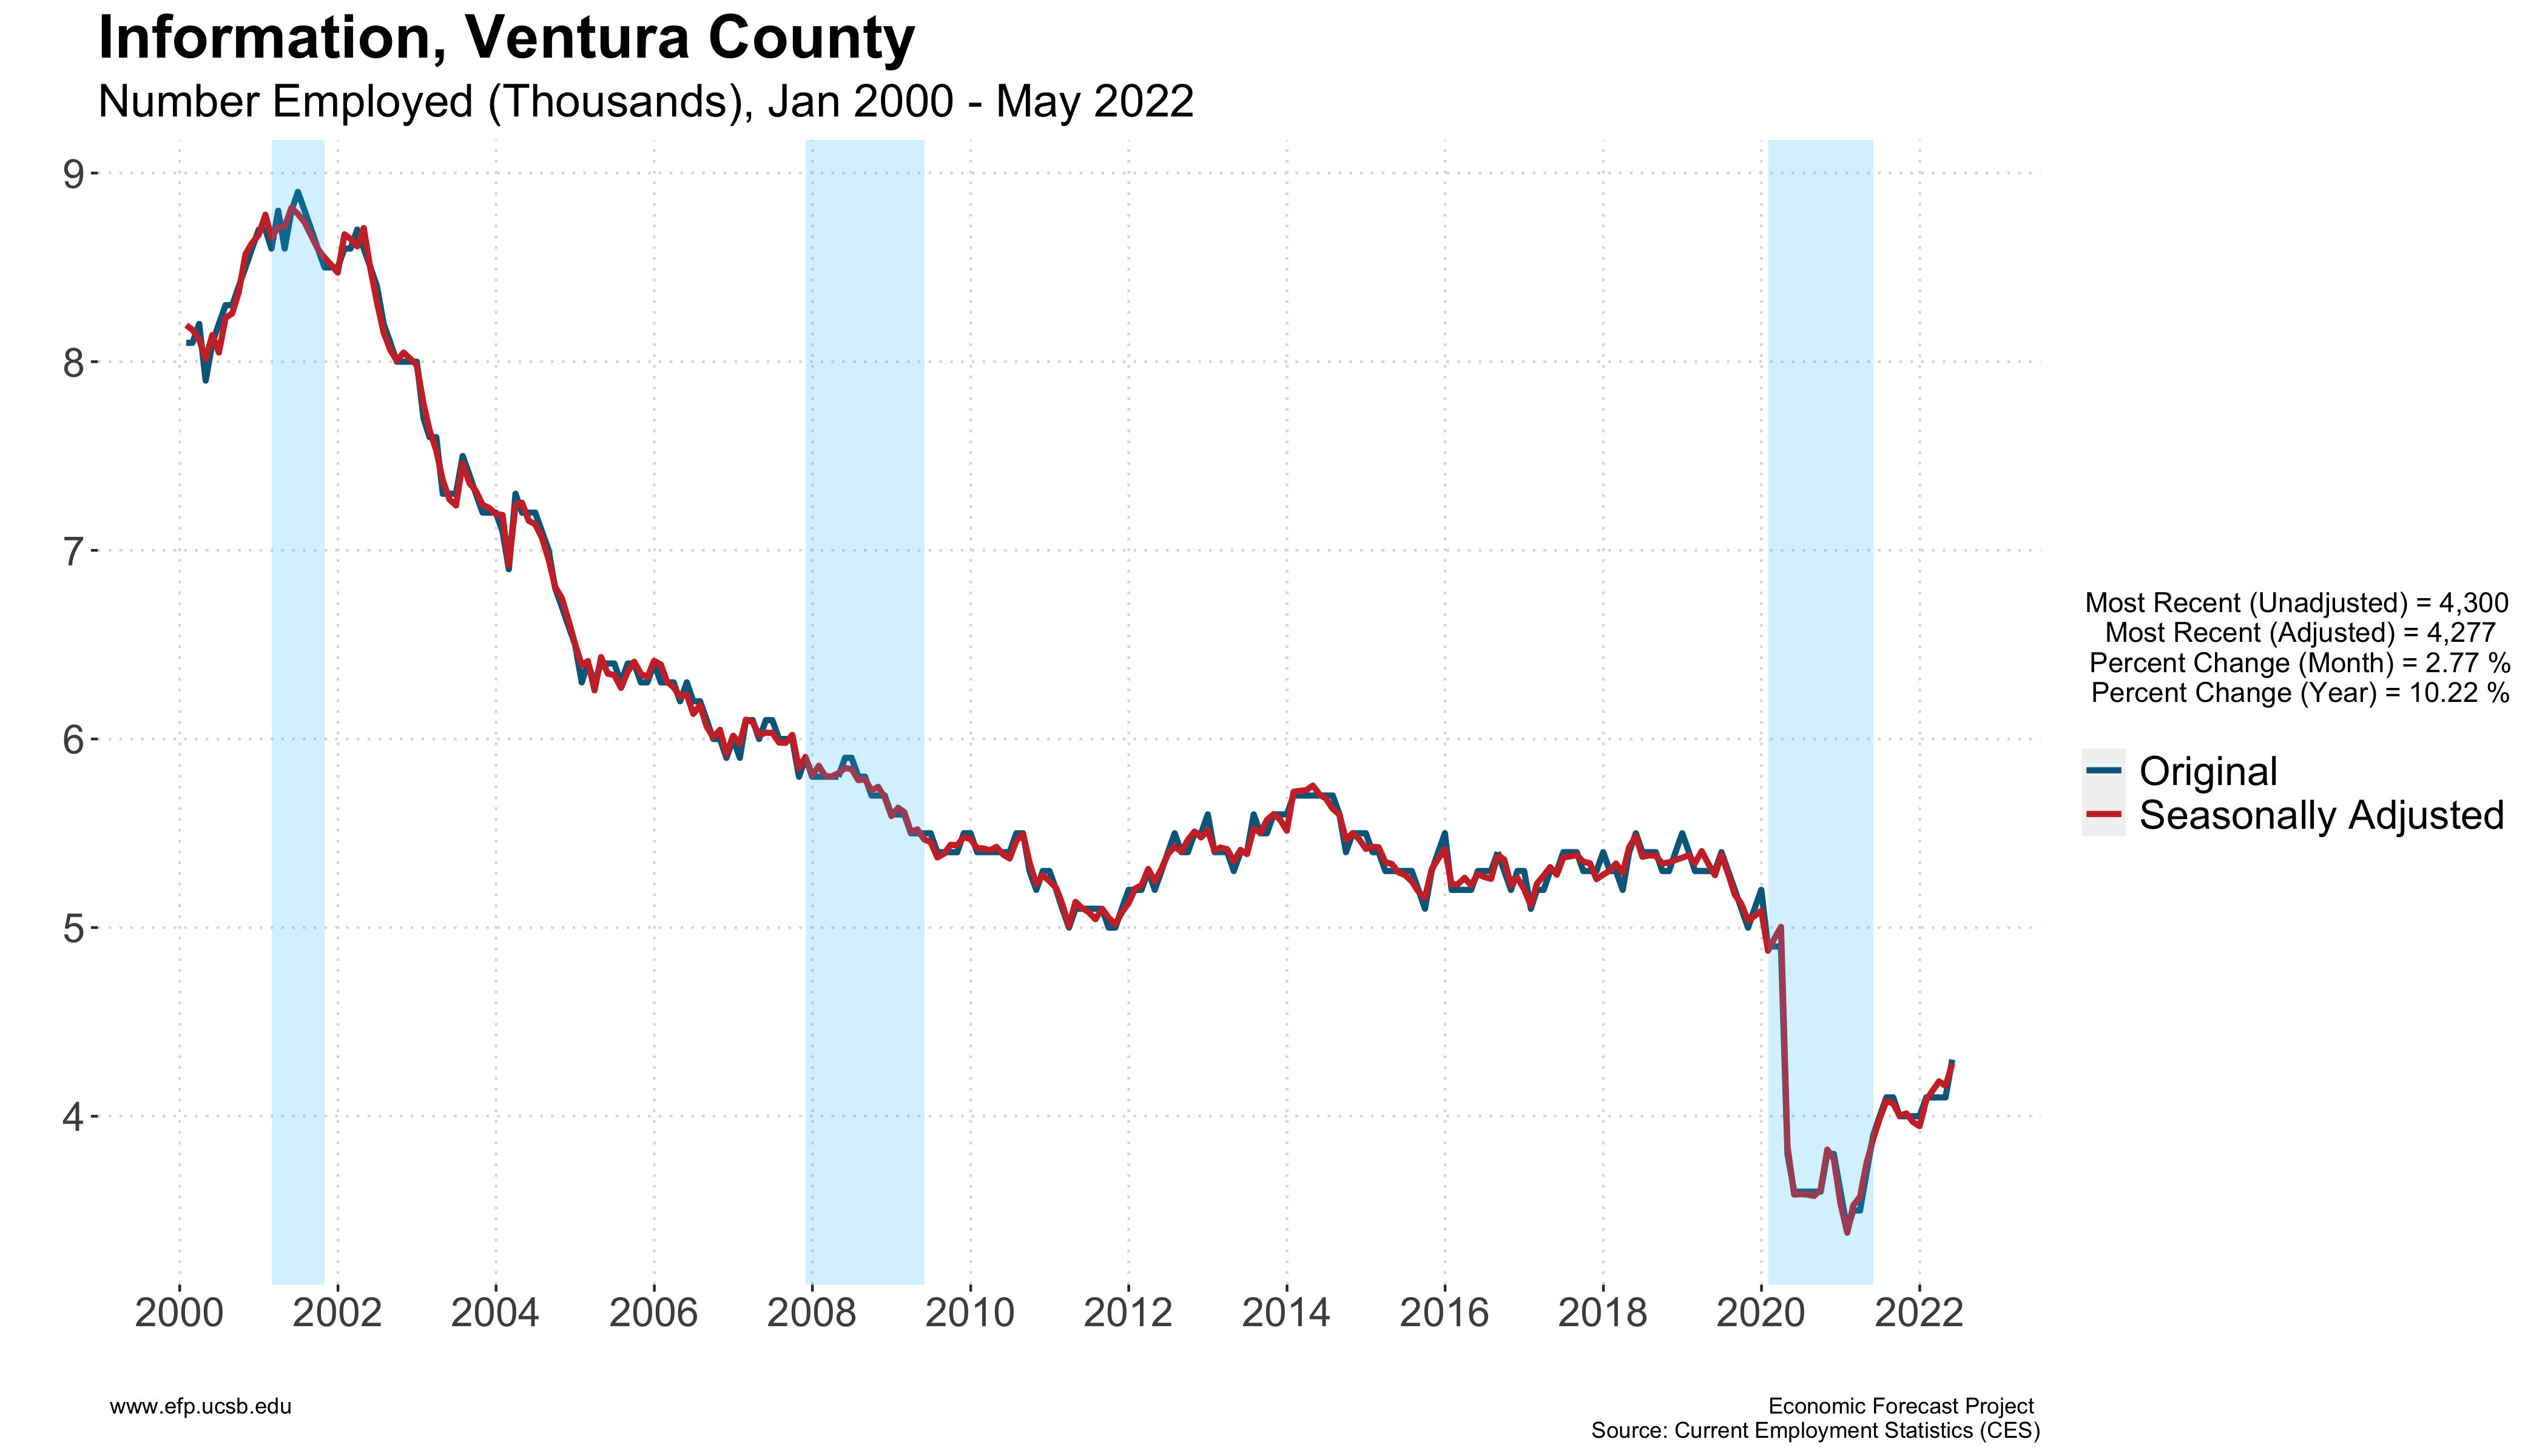 Information, Ventura County
Number Employed (Thousands), Jan 2000 - May 2022
9
8
7
6
5
4
2000 2002 2004 2006 2008 2010 2012 2014 2016 2018 2020 2022
Most Recent (Unadjusted) = 4,300
Most Recent (Adjusted) = 4,277
Percent Change (Month) = 2.77 %
Percent Change (Year) = 10.22 %
Original
Seasonally Adjusted
www.efp.ucsb.edu
Economic Forecast Project
Source: Current Employment Statistics (CES)